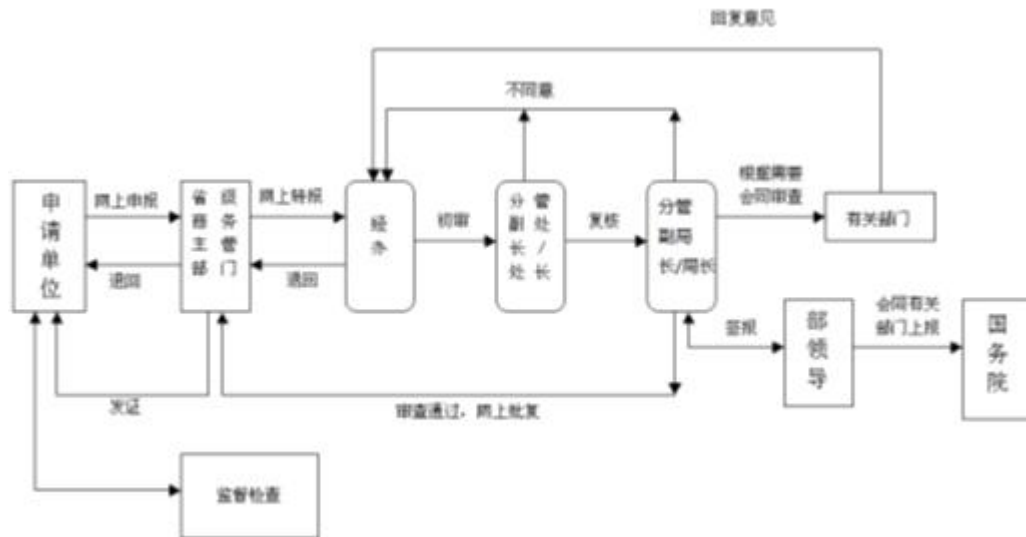 回复意见
不同意
申请单位
网上申报
退回
省级
商务
主管
部门
网上转报
退回
经办
初审
分管
副处
长/
处长
复核
分管
副局
长/局长
根据需要
会同审查
有关部门
签报
部领导
会同有关
部门上报
国务院
发证
审查通过，网上批复
监督检查